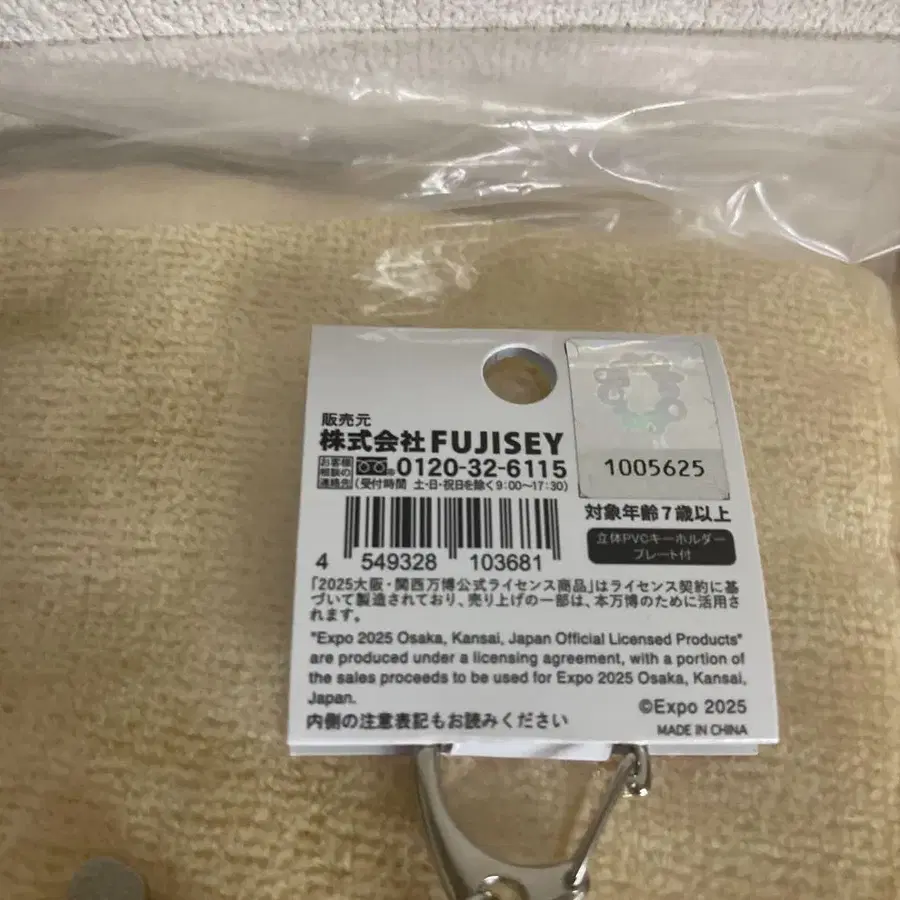 販売元
株式会社 FUJISEY
お客様
相談の
連絡先
0120-32-6115
(受付時間 土・日・祝日を除く9:00〜17:30)
1005625
対象年齢7歳以上
立体PVCキーホルダー
プレート付
4 549328 103681
「2025大阪・関西万博公式ライセンス商品」はライセンス契約に基
づいて製造されており、売り上げの一部は、本万博のために活用さ
れます。
"Expo 2025 Osaka, Kansai, Japan Official Licensed Products"
are produced under a licensing agreement, with a portion of
the sales proceeds to be used for Expo 2025 Osaka, Kansai,
Japan.
©Expo 2025
内側の注意表記もお読みください
MADE IN CHINA